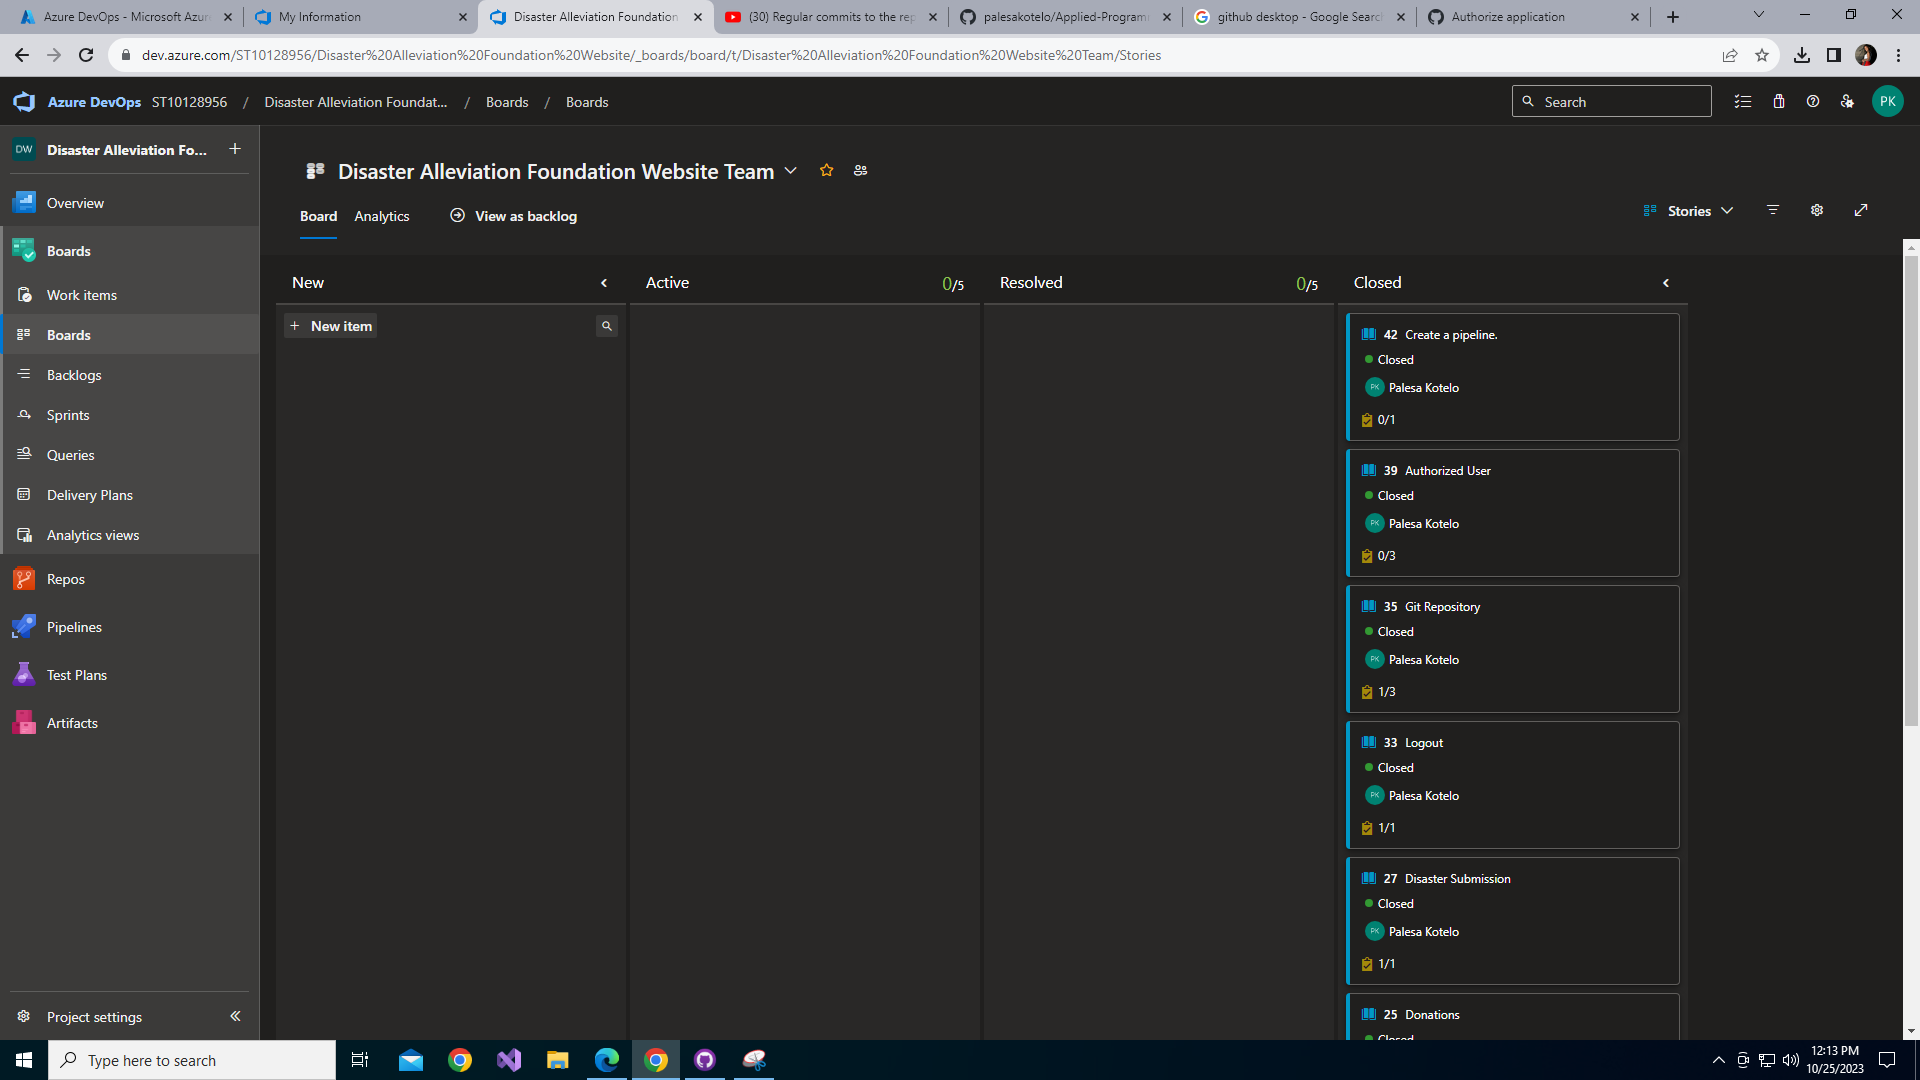 Azure DevOps - Microsoft Azur
My Information
Disaster Alleviation Foundation
(30) Regular commits to the rep
palesakotelo/Applied-Programm
github desktop - Google Search
Authorize application
dev.azure.com/ST10128956/Disaster%20Alleviation%20Foundation%20Website/_boards/board/t/Disaster%20Alleviation%20Foundation%20Website%20Team/Stories
Azure DevOps ST10128956 / Disaster Alleviation Foundat... / Boards / Boards
Search
PK
DW Disaster Alleviation Fo...
Overview
Boards
Work items
Boards
Backlogs
Sprints
Queries
Delivery Plans
Analytics views
Repos
Pipelines
Test Plans
Artifacts
Project settings
Disaster Alleviation Foundation Website Team
Board Analytics View as backlog
Stories
New
New item
Active 0/5
Resolved 0/5
Closed
42 Create a pipeline.
Closed
PK Palesa Kotelo
0/1
39 Authorized User
Closed
PK Palesa Kotelo
0/3
35 Git Repository
Closed
PK Palesa Kotelo
1/3
33 Logout
Closed
PK Palesa Kotelo
1/1
27 Disaster Submission
Closed
PK Palesa Kotelo
1/1
25 Donations
Closed
Type here to search
12:13 PM
10/25/2023